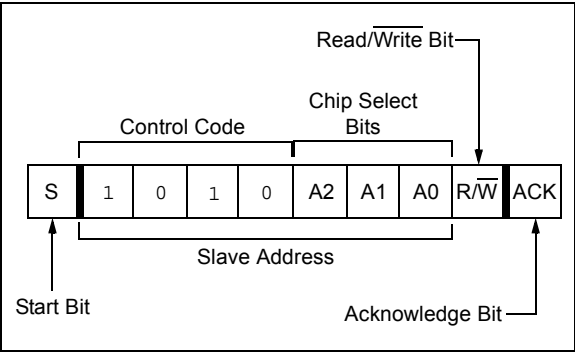 Read/Write Bit
Chip Select
Bits
Control Code
S 1 0 1 0 A2 A1 A0 R/W ACK
Slave Address
Start Bit
Acknowledge Bit